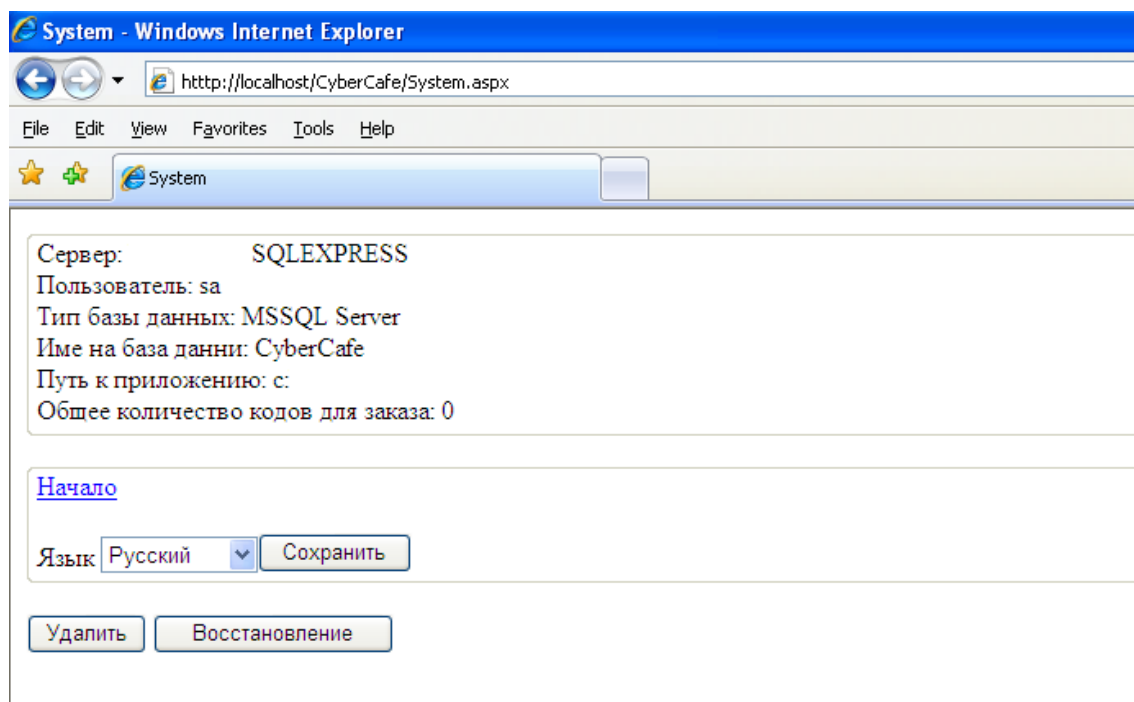 System - Windows Internet Explorer
htttp://localhost/CyberCafe/System.aspx
File Edit View Favorites Tools Help
System
Сервер: SQLEXPRESS
Пользователь: sa
Тип базы данных: MSSQL Server
Име на база данни: CyberCafe
Путь к приложению: c:
Общее количество кодов для заказа: 0
Начало
Язык Русский Сохранить
Удалить Восстановление